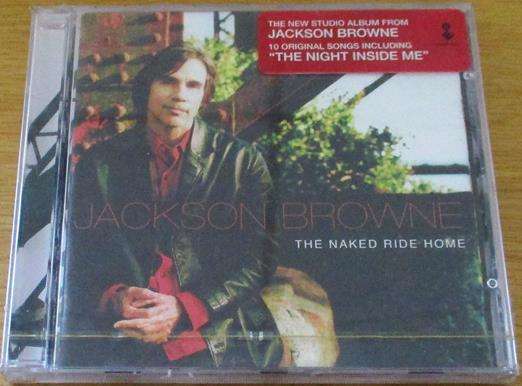 THE NEW STUDIO ALBUM FROM
JACKSON BROWNE
10 ORIGINAL SONGS INCLUDING
"THE NIGHT INSIDE ME"
JACKSON BROWNE
THE NAKED RIDE HOME